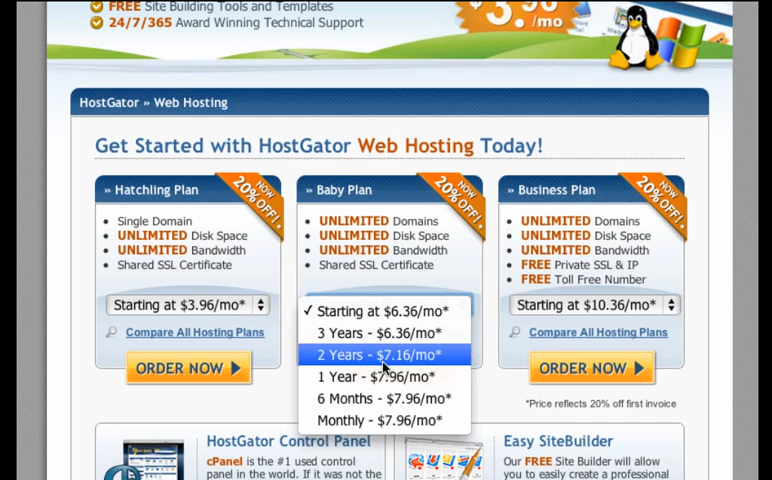 FREE Site Building Tools and Templates
24/7/365 Award Winning Technical Support
/mo
HostGator » Web Hosting
Get Started with HostGator Web Hosting Today!
» Hatchling Plan
NOW
20% OFF!
Single Domain
UNLIMITED Disk Space
UNLIMITED Bandwidth
Shared SSL Certificate
Starting at $3.96/mo*
Compare All Hosting Plans
ORDER NOW
» Baby Plan
NOW
20% OFF!
UNLIMITED Domains
UNLIMITED Disk Space
UNLIMITED Bandwidth
Shared SSL Certificate
✓ Starting at $6.36/mo*
3 Years - $6.36/mo*
2 Years - $7.16/mo*
1 Year - $7.96/mo*
6 Months - $7.96/mo*
Monthly - $7.96/mo*
» Business Plan
NOW
20% OFF!
UNLIMITED Domains
UNLIMITED Disk Space
UNLIMITED Bandwidth
FREE Private SSL & IP
FREE Toll Free Number
Starting at $10.36/mo*
Compare All Hosting Plans
ORDER NOW
*Price reflects 20% off first invoice
HostGator Control Panel
cPanel is the #1 used control
panel in the world. If it was not the
Easy SiteBuilder
Our FREE Site Builder will allow
you to easily create a professional